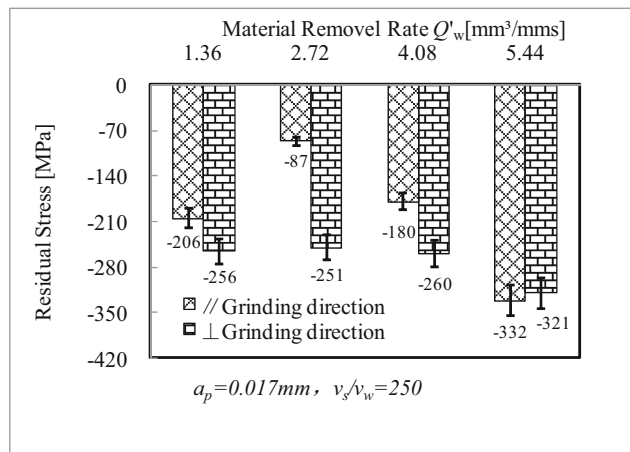 Material Removel Rate Q'w[mm³/mms]
1.36 2.72 4.08 5.44
0
-70
-140
-210
-280
-350
-420
Residual Stress [MPa]
-206
-256
-87
-251
-180
-260
-332
-321
// Grinding direction
⊥Grinding direction
ap=0.017mm，vs/vw=250